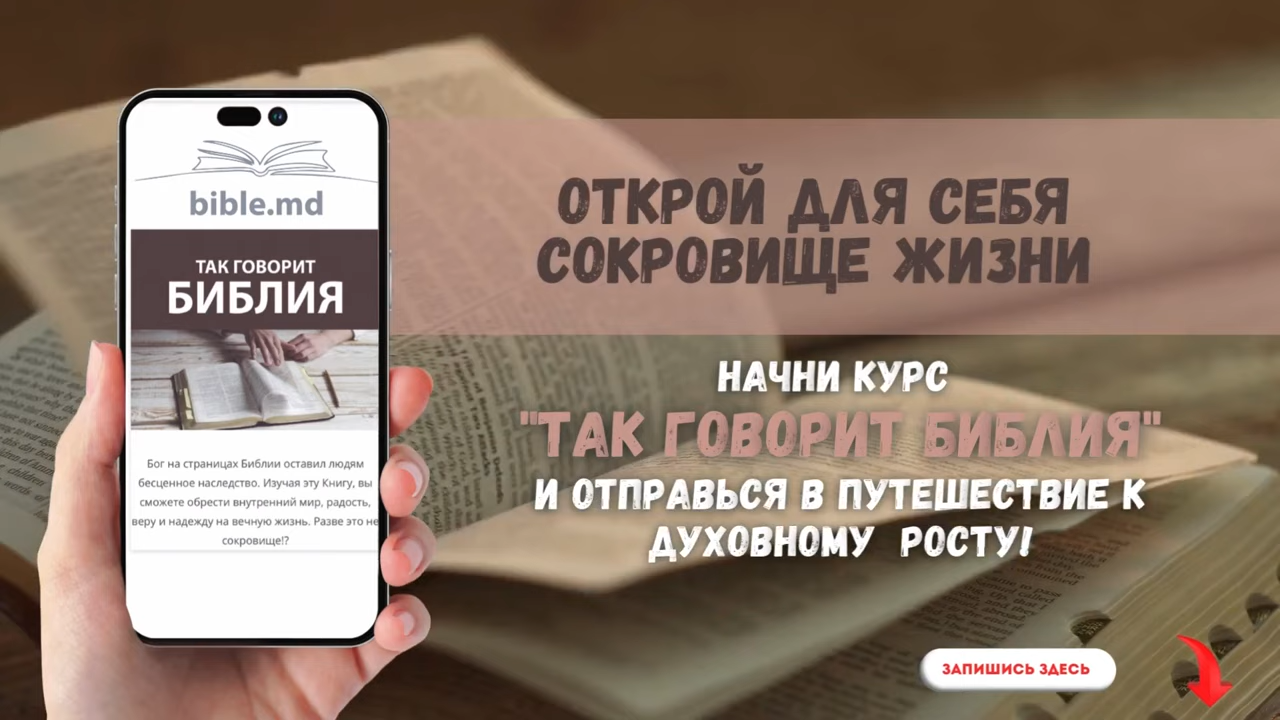 bible.md
ТАК ГОВОРИТ
БИБЛИЯ
Бог на страницах Библии оставил людям
бесценное наследство. Изучая эту Книгу, вы
сможете обрести внутренний мир, радость,
веру и надежду на вечную жизнь. Разве это не
сокровище!?
ОТКРОЙ ДЛЯ СЕБЯ
СОКРОВИЩЕ ЖИЗНИ
НАЧНИ КУРС
"ТАК ГОВОРИТ БИБЛИЯ"
И ОТПРАВЬСЯ В ПУТЕШЕСТВИЕ К
ДУХОВНОМУ РОСТУ!
ЗАПИШИСЬ ЗДЕСЬ